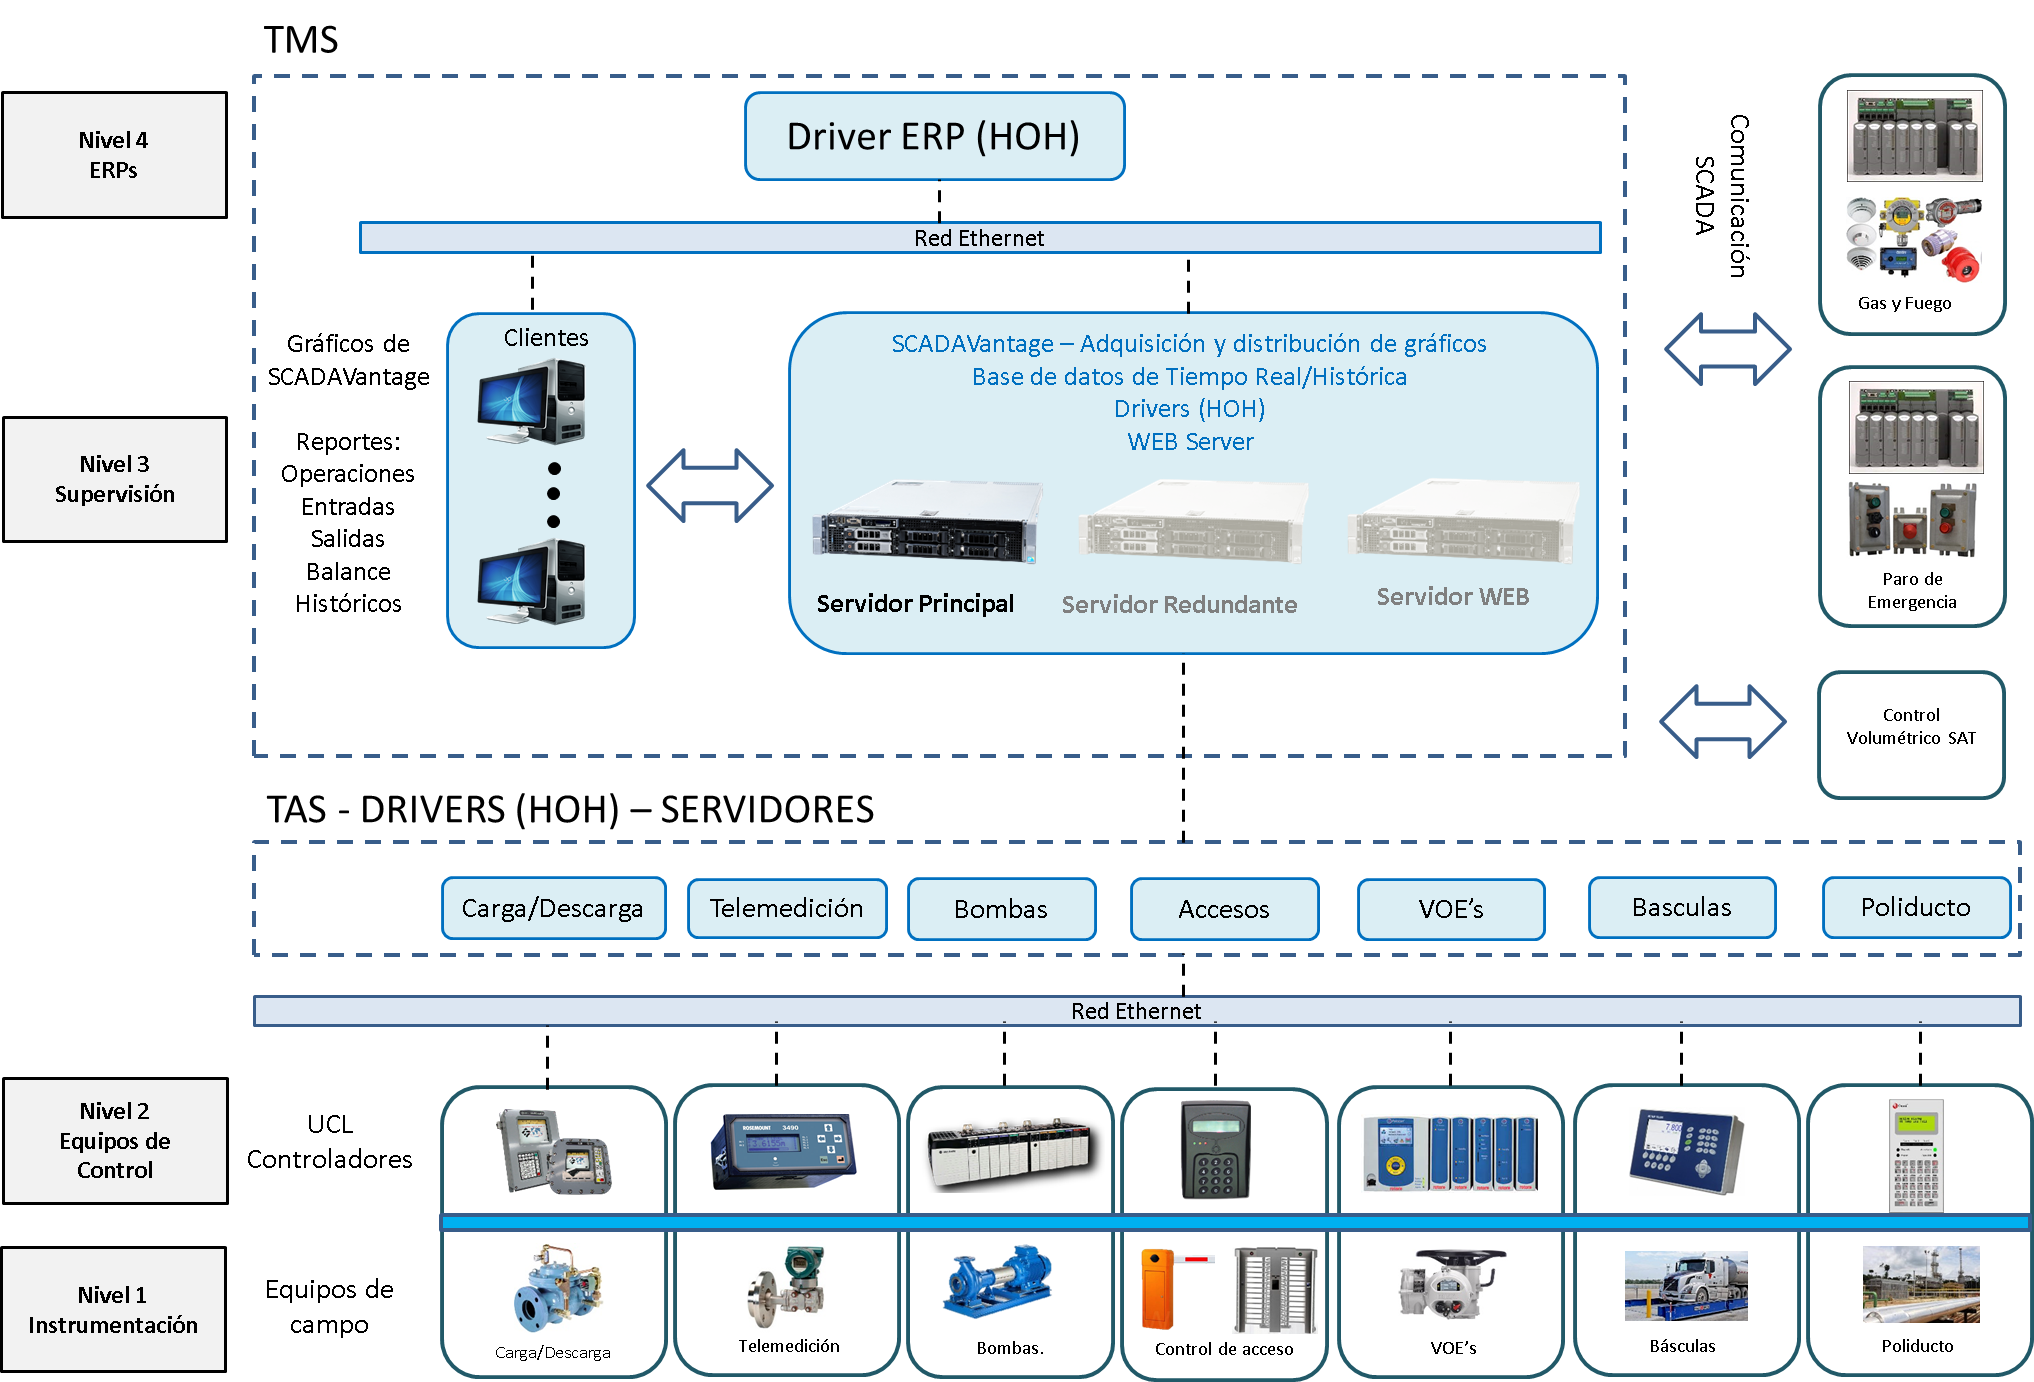 TMS
Nivel 4
ERPs
Driver ERP (HOH)
Red Ethernet
Comunicación
SCADA
Gas y Fuego
Gráficos de
SCADAVantage
Reportes:
Operaciones
Entradas
Salidas
Balance
Históricos
Clientes
SCADAVantage – Adquisición y distribución de gráficos
Base de datos de Tiempo Real/Histórica
Drivers (HOH)
WEB Server
Servidor Principal
Servidor Redundante
Servidor WEB
Nivel 3
Supervisión
Paro de
Emergencia
Control
Volumétrico SAT
TAS - DRIVERS (HOH) – SERVIDORES
Carga/Descarga
Telemedición
Bombas
Accesos
VOE's
Basculas
Poliducto
Red Ethernet
Nivel 2
Equipos de
Control
UCL
Controladores
ROSEMOUNT 3490
Nivel 1
Instrumentación
Equipos de
campo
Carga/Descarga
Telemedición
Bombas.
Control de acceso
VOE's
Básculas
Poliducto